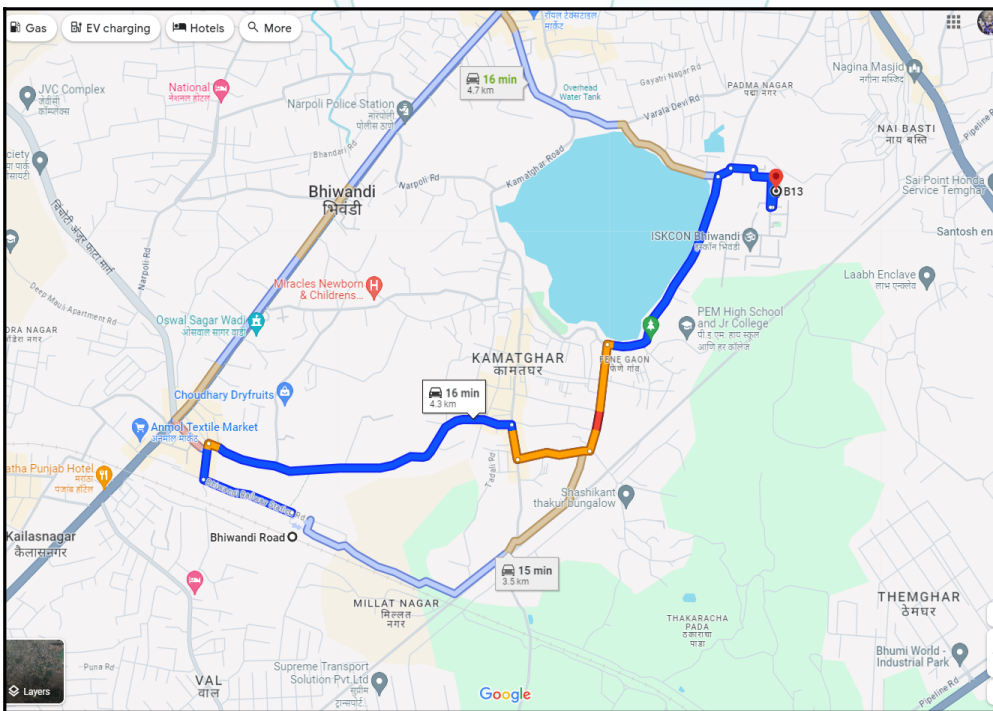 Gas
EV charging
Hotels
More
रॉयल टेक्सटाइल
मार्केट
Nagina Masjid
नगीना मस्जिद
JVC Complex
जेवीसी
कॉम्प्लेक्स
National
नॅशनल हॉटेल
16 min
4.7 km
Gayatri Nagar Rd
Overhead
Water Tank
PADMA NAGAR
पद्मा नगर
Narpoli Police Station
नारपोली
पोलीस ठाणे
Varala Devi Rd
NAI BASTI
नाय बस्ति
Pipeline Rd
Bhandari Rd
Kamatghar Road
Narpoli Rd
Bhiwandi
भिवंडी
Sai Point Honda
Service Temghar
B13
Santosh en
ISKCON Bhiwandi
इस्कॉन भिवंडी
Narpoli Rd
Laabh Enclave
लाभ एन्क्लेव
Miracles Newborn
& Childrens...
Deep Mauli Apartment Rd
Oswal Sagar Wadi
ओसवाल सागर वाडी
PEM High School
and Jr College
पी.ई.एम. हाय स्कूल
आणि हर कॉलेज
KAMATGHAR
कामतघर
FENE GAON
फेणे गाव
Choudhary Dryfruits
16 min
4.3 km
Anmol Textile Market
अनमोल मार्केट
Tadali Rd
Punjab Hotel
मराठा
पंजाब हॉटेल
Shashikant
thakur bungalow
Kailasnagar
कैलासनगर
Bhiwandi Road
15 min
3.5 km
MILLAT NAGAR
मिल्लत
नगर
THEMGHAR
ठेमघर
THAKARACHA
PADA
ठकाराचा
पाडा
Puna Rd
VAL
वाल
Supreme Transport
Solution Pvt.Ltd
सुप्रीम
ट्रान्सपोर्ट...
Bhumi World -
Industrial Park
Layers
Google
Pipeline Rd